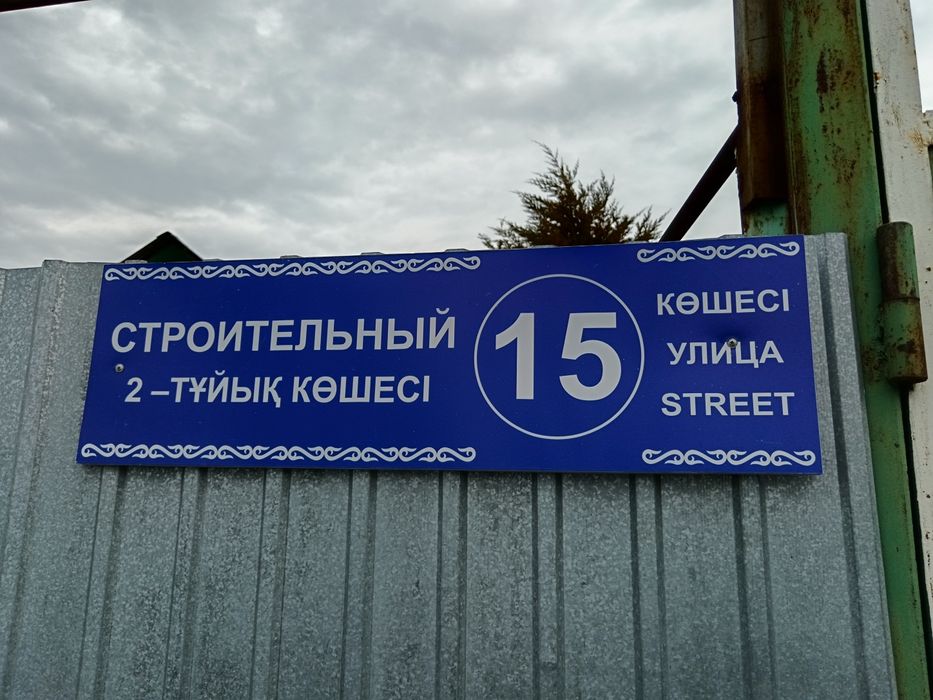 СТРОИТЕЛЬНЫЙ
2 –ТҰЙЫҚ КӨШЕСІ
15
КӨШЕСІ
УЛИЦА
STREET